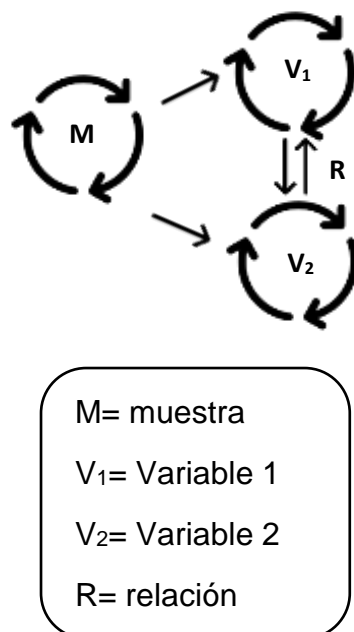 V₁
M
R
V₂
M= muestra
V₁= Variable 1
V₂= Variable 2
R= relación